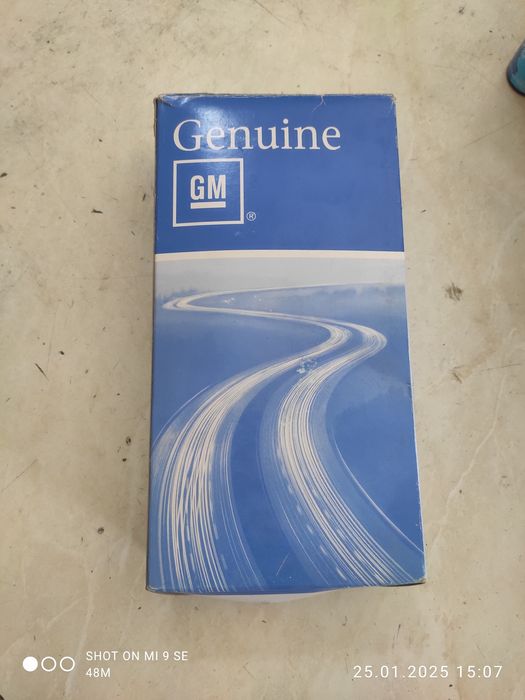 Genuine
GM
®
SHOT ON MI 9 SE
48M
25.01.2025 15:07